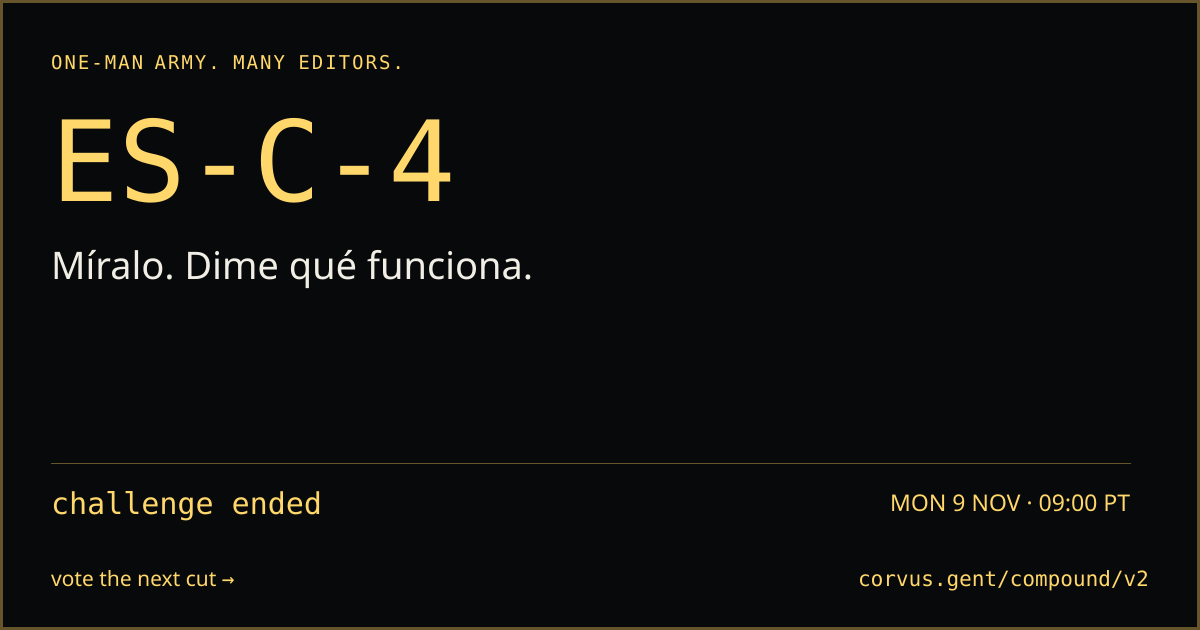 ONE-MAN ARMY. MANY EDITORS.
ES-C-4
Míralo. Dime qué funciona.
challenge ended
MON 9 NOV · 09:00 PT
vote the next cut →
corvus.gent/compound/v2